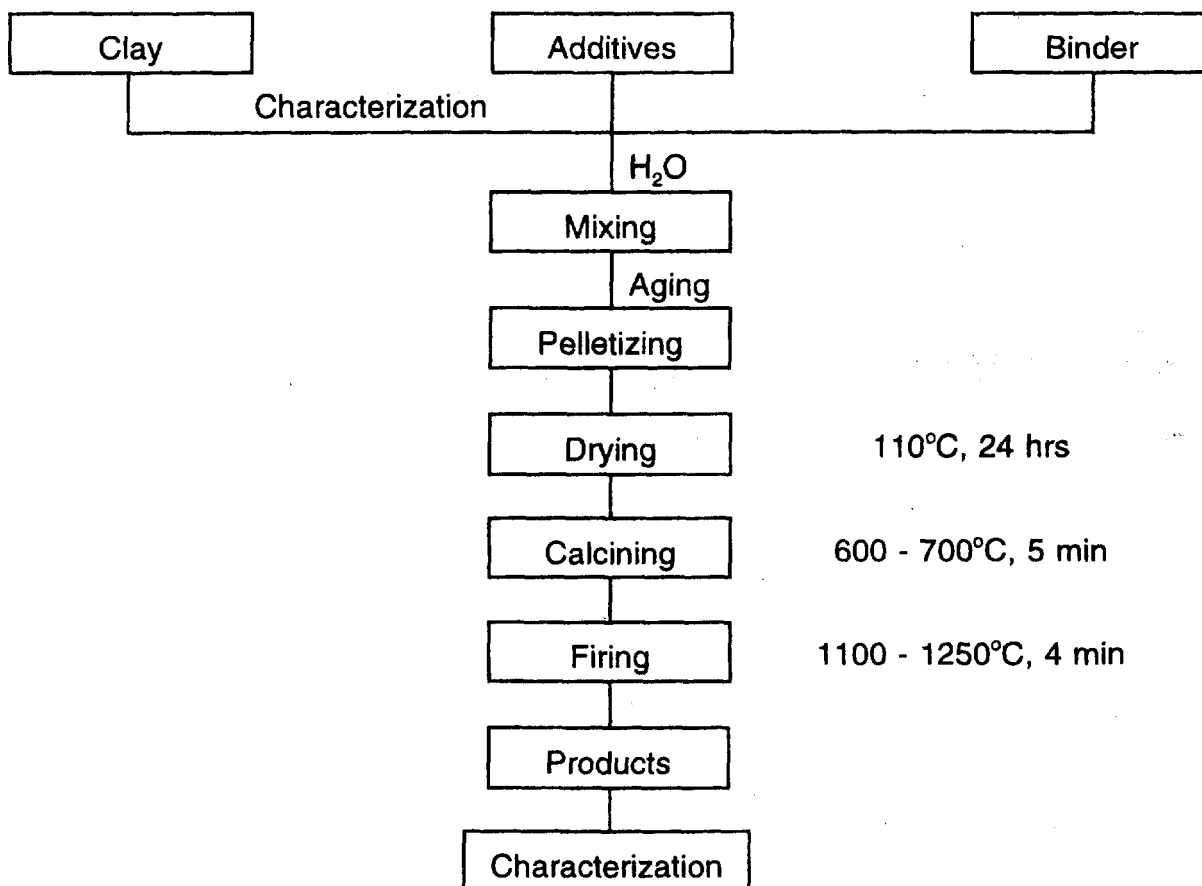 Clay
Additives
Binder
Characterization
H₂O
Mixing
Aging
Pelletizing
Drying
110°C, 24 hrs
Calcining
600 - 700°C, 5 min
Firing
1100 - 1250°C, 4 min
Products
Characterization